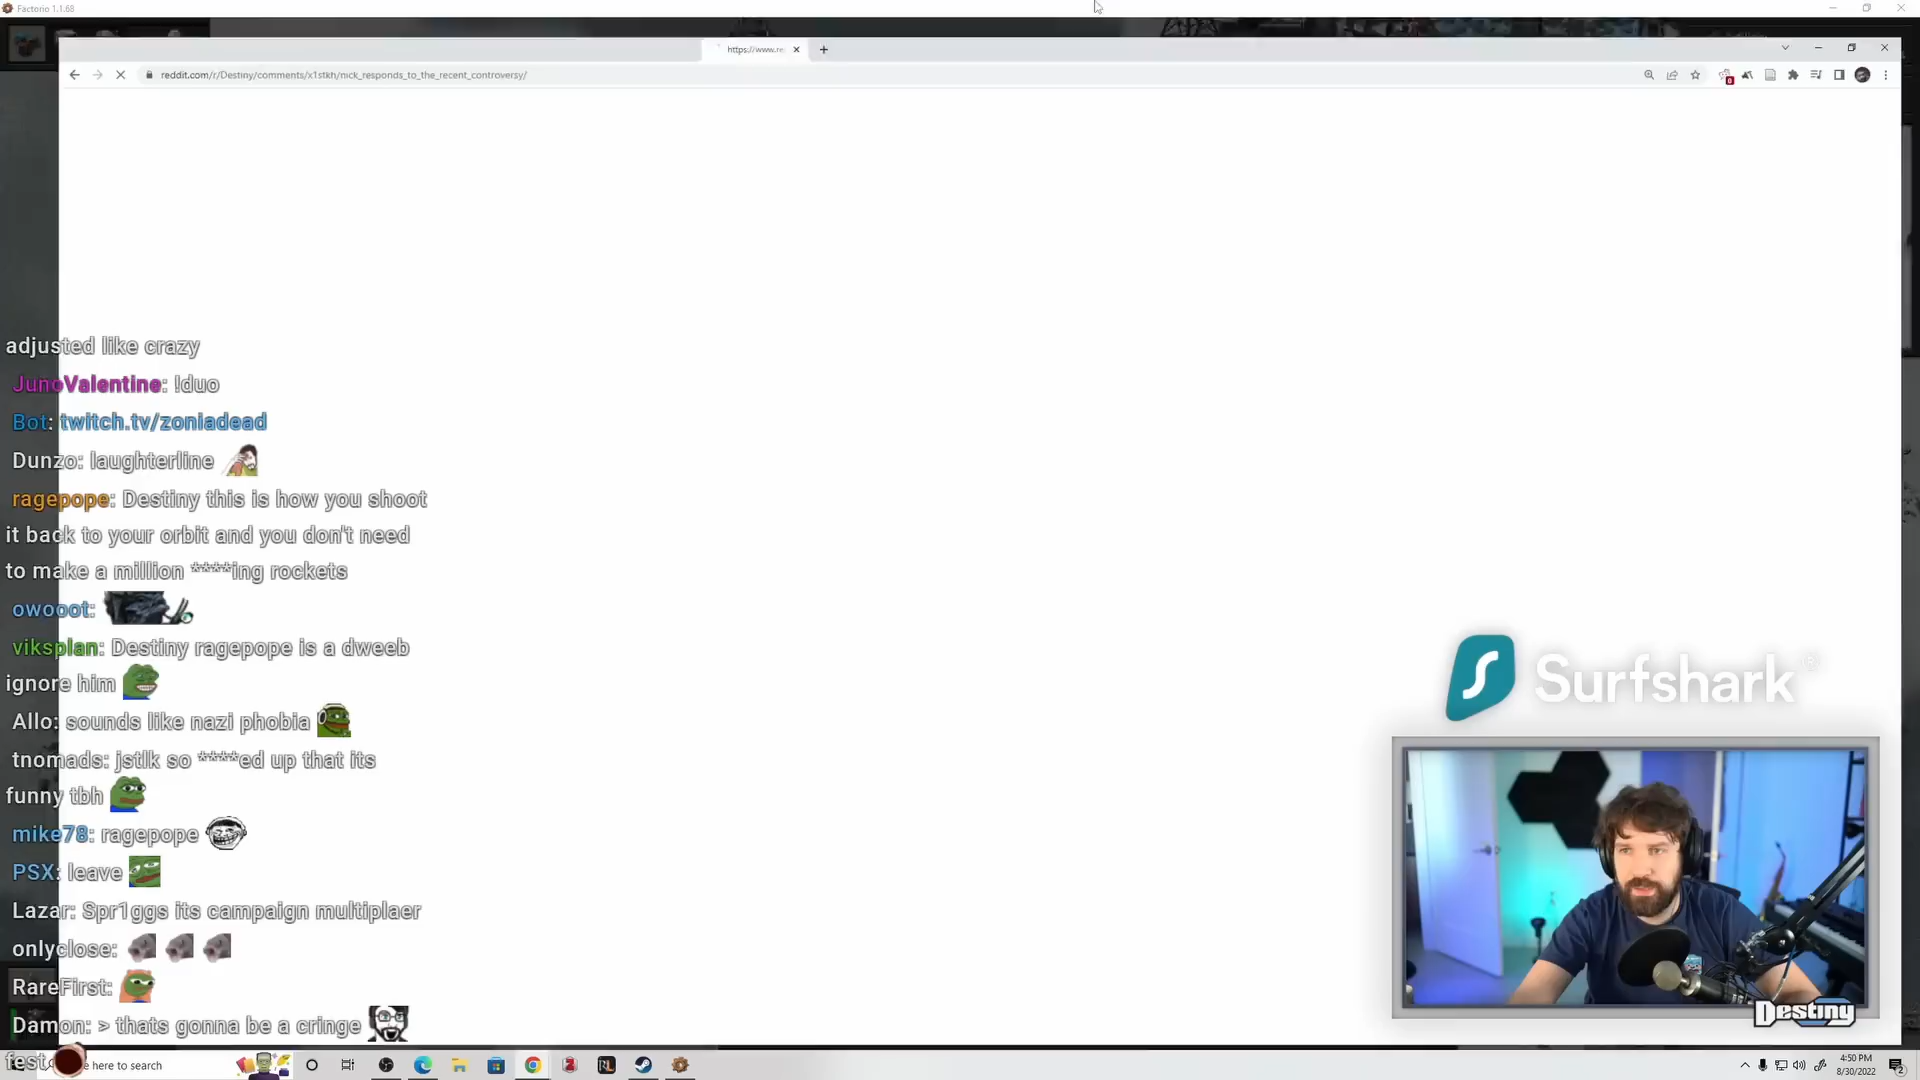 Factorio 1.1.68
https://www.re
reddit.com/r/Destiny/comments/x1stkh/mck_responds_to_the_recent_controversy/
adjusted like crazy
JunoValentine: !duo
Bot: twitch.tv/zoniadead
Dunzo: laughterline
ragepope: Destiny this is how you shoot
it back to your orbit and you don't need
to make a million ****ing rockets
owooot:
viksplan: Destiny ragepope is a dweeb
ignore him
Allo: sounds like nazi phobia
tnomads: jstlk so ****ed up that its
funny tbh
mike78: ragepope
PSX: leave
Lazar: Spr1ggs its campaign multiplaer
onlyclose:
RareFirst:
Damon: > thats gonna be a cringe
fest
Surfshark®
Destiny
here to search
4:50 PM
8/30/2022